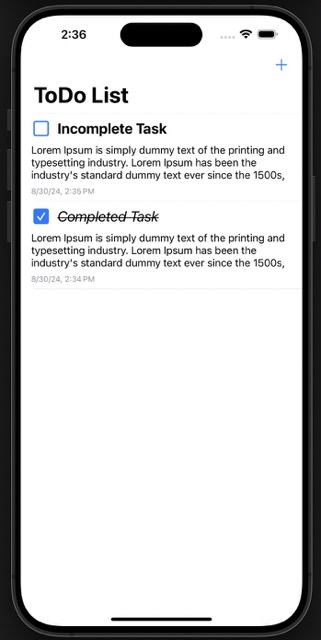 2:36
+
ToDo List
Incomplete Task
Lorem Ipsum is simply dummy text of the printing and
typesetting industry. Lorem Ipsum has been the
industry's standard dummy text ever since the 1500s,
8/30/24, 2:35 PM
Completed Task
Lorem Ipsum is simply dummy text of the printing and
typesetting industry. Lorem Ipsum has been the
industry's standard dummy text ever since the 1500s,
8/30/24, 2:34 PM